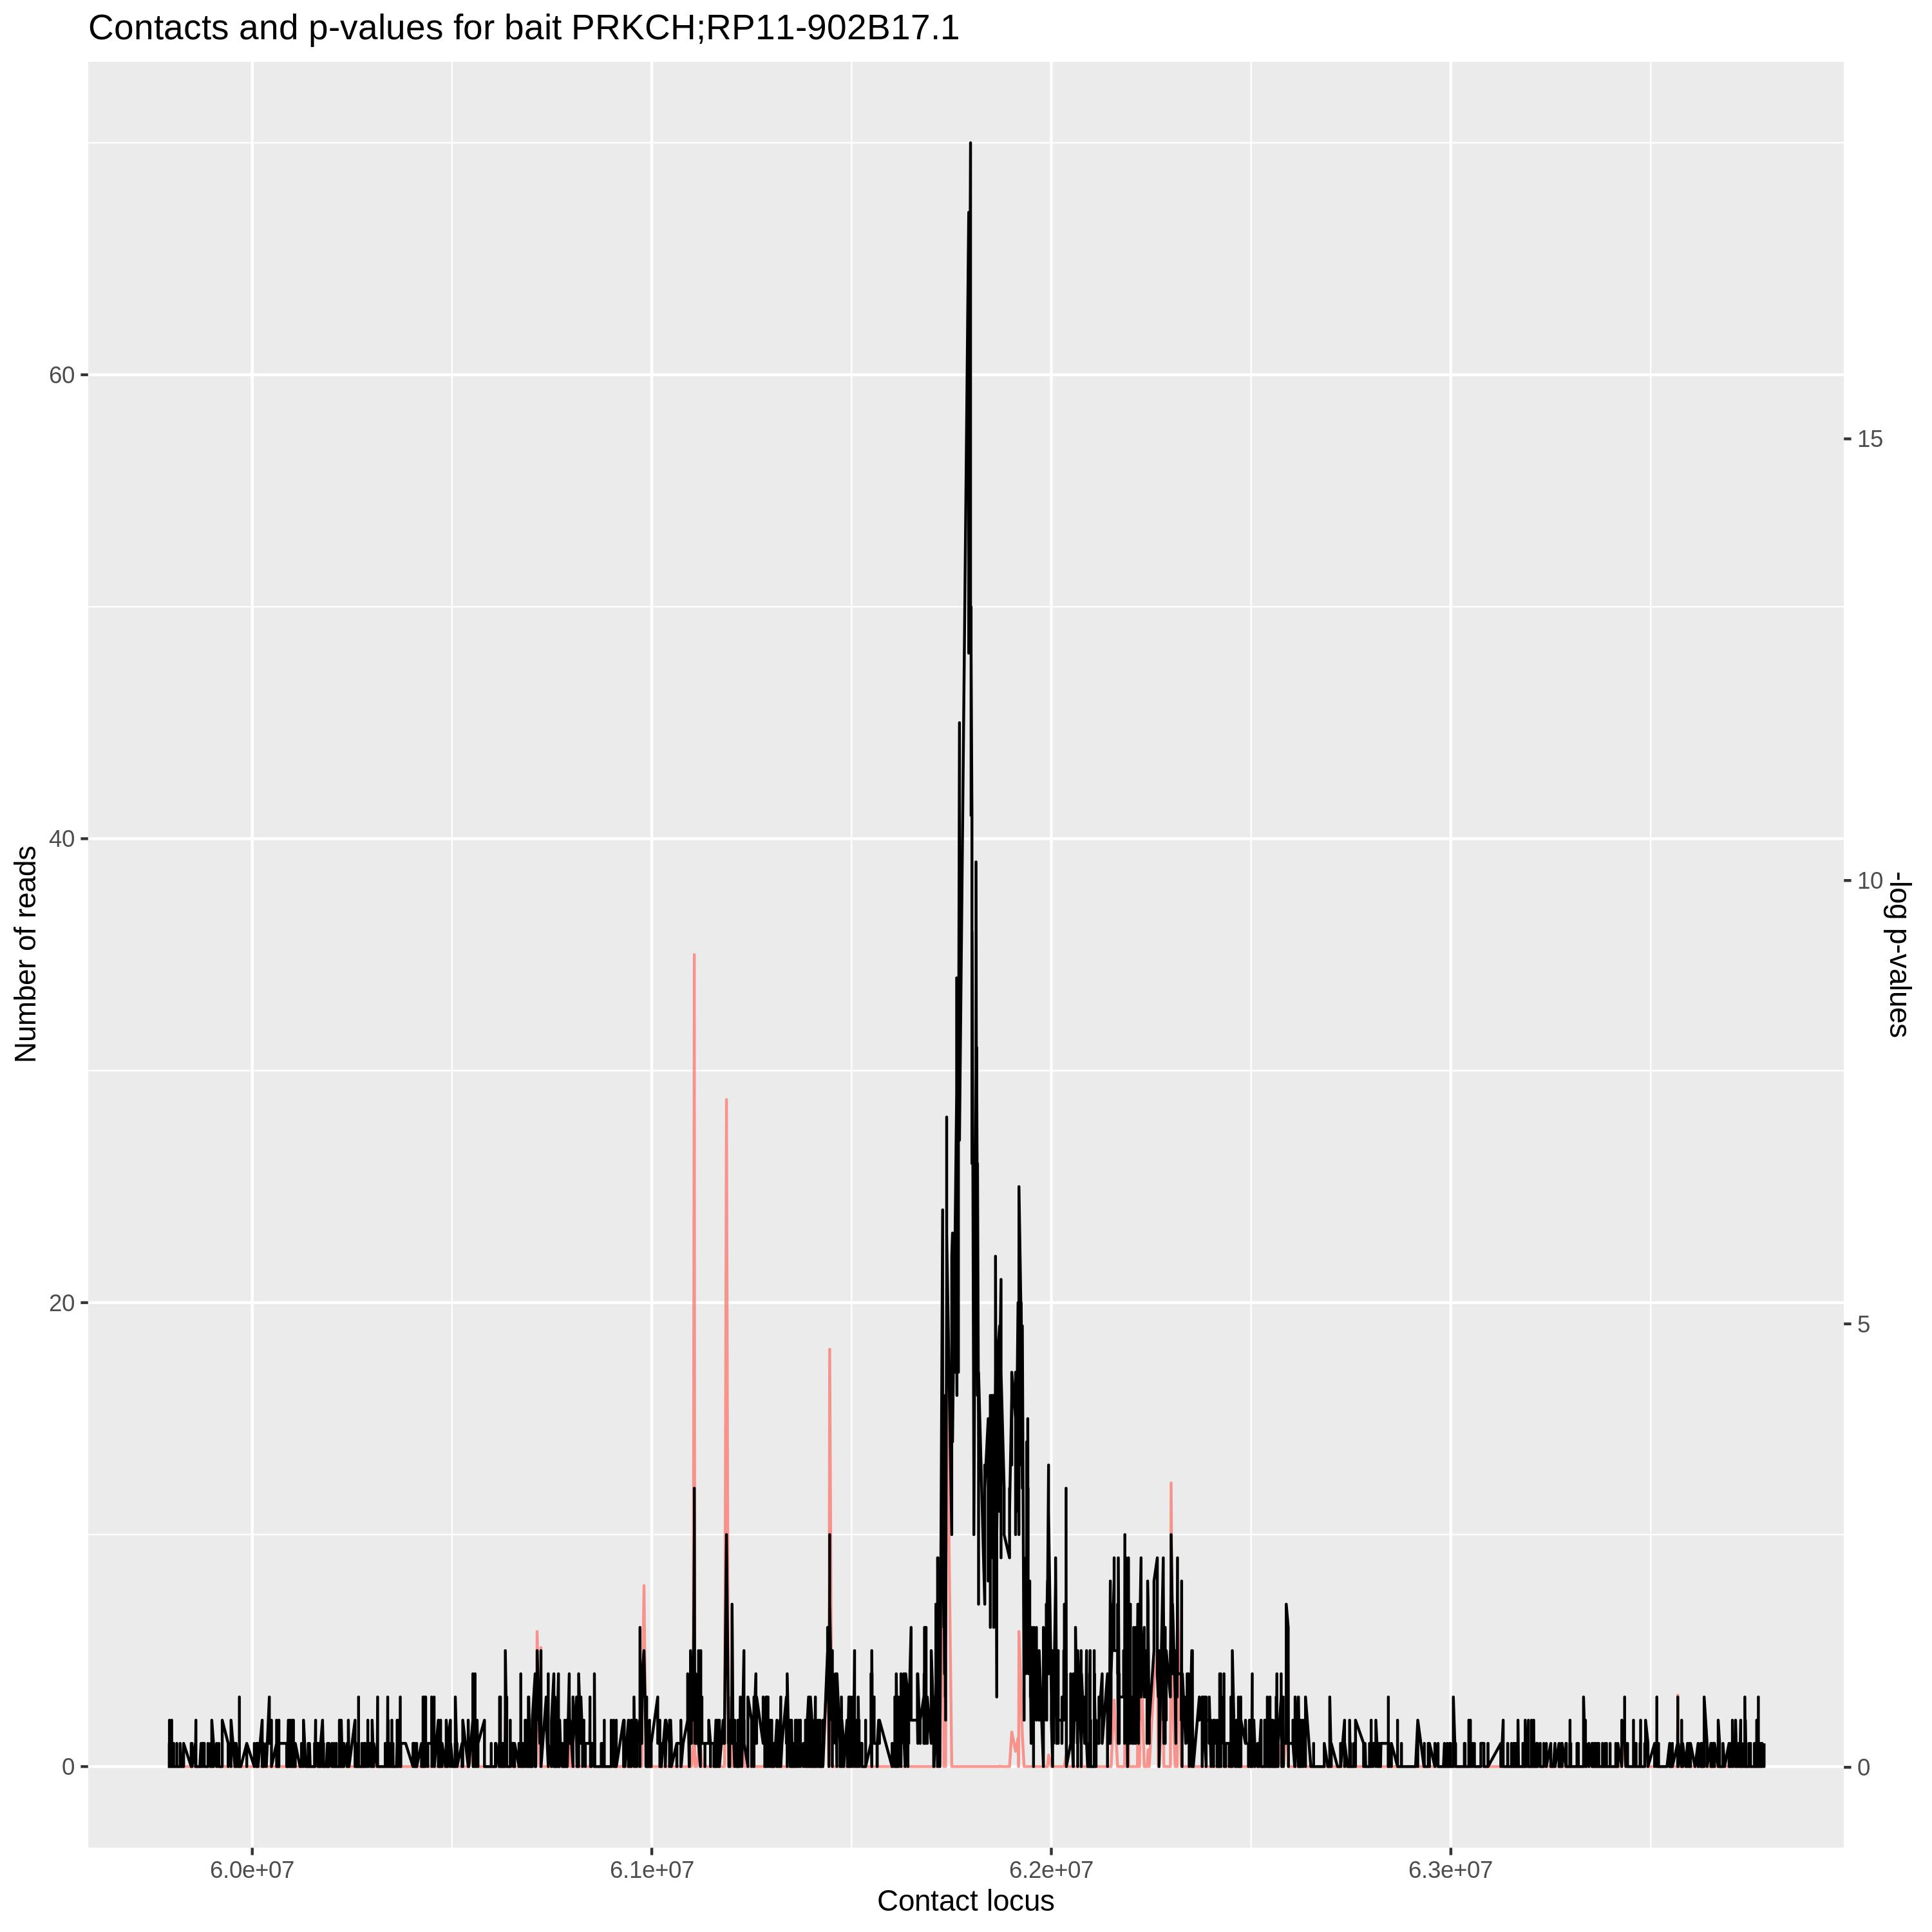 Contacts and p-values for bait PRKCH;RP11-902B17.1
60
40
20
0
Number of reads
15
10
5
0
-log p-values
6.0e+07 6.1e+07 6.2e+07 6.3e+07
Contact locus